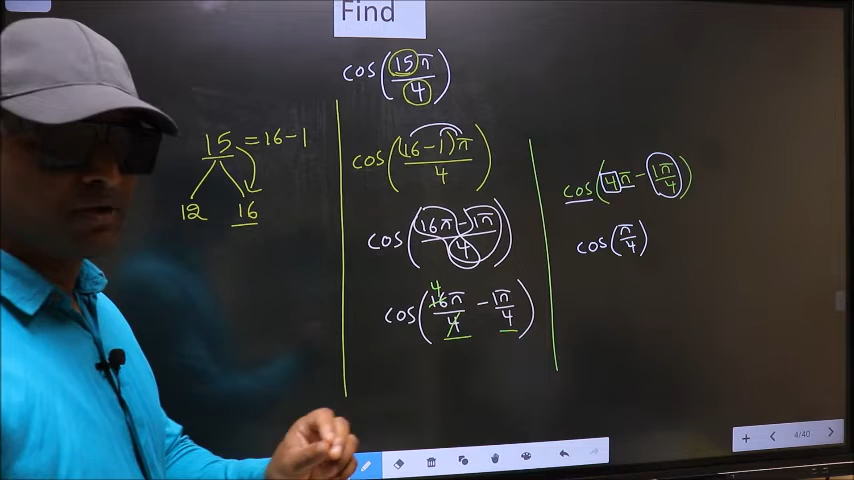 Find
cos(15π/4)
15 = 16-1
12 16
cos((16-1)π/4)
cos((16π-1π)/4)
cos(16π/4 - 1π/4)
4
cos(4π - 1π/4)
cos(π/4)
4/40